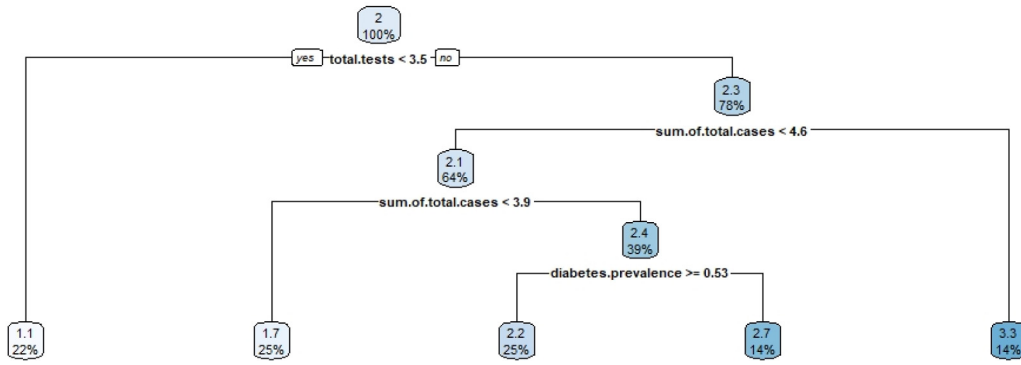 2
100%
yes total.tests < 3.5 no
2.3
78%
sum.of.total.cases < 4.6
2.1
64%
sum.of.total.cases < 3.9
2.4
39%
diabetes.prevalence >= 0.53
1.1 1.7 2.2 2.7 3.3
22% 25% 25% 14% 14%